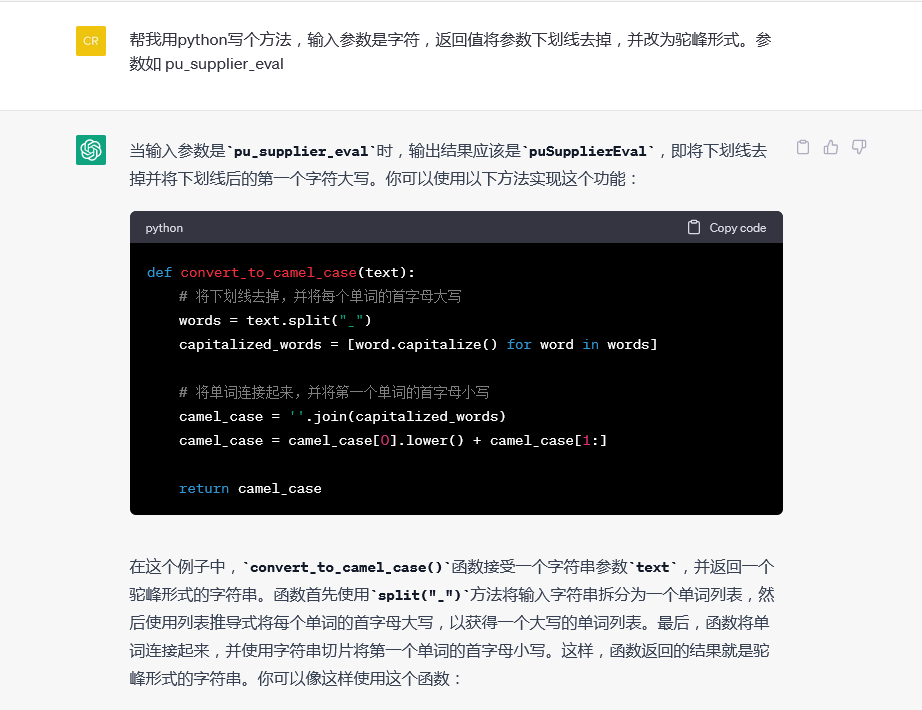 CR
帮我用python写个方法，输入参数是字符，返回值将参数下划线去掉，并改为驼峰形式。参
数如 pu_supplier_eval
当输入参数是`pu_supplier_eval`时，输出结果应该是`puSupplierEval`，即将下划线去
掉并将下划线后的第一个字符大写。你可以使用以下方法实现这个功能：
python
Copy code
def convert_to_camel_case(text):
    # 将下划线去掉，并将每个单词的首字母大写
    words = text.split("_")
    capitalized_words = [word.capitalize() for word in words]
    # 将单词连接起来，并将第一个单词的首字母小写
    camel_case = ''.join(capitalized_words)
    camel_case = camel_case[0].lower() + camel_case[1:]
    return camel_case
在这个例子中，`convert_to_camel_case()`函数接受一个字符串参数`text`，并返回一个
驼峰形式的字符串。函数首先使用`split("_")`方法将输入字符串拆分为一个单词列表，然
后使用列表推导式将每个单词的首字母大写，以获得一个大写的单词列表。最后，函数将单
词连接起来，并使用字符串切片将第一个单词的首字母小写。这样，函数返回的结果就是驼
峰形式的字符串。你可以像这样使用这个函数：